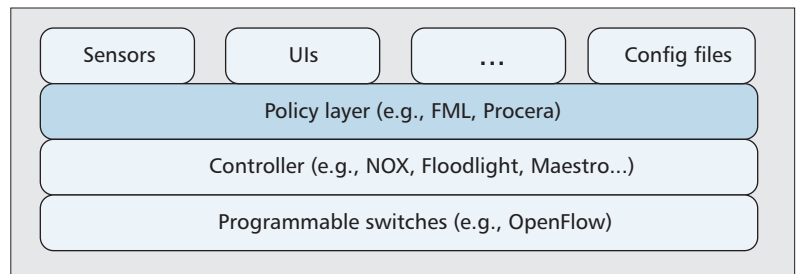 Sensors
UIs
...
Config files
Policy layer (e.g., FML, Procera)
Controller (e.g., NOX, Floodlight, Maestro...)
Programmable switches (e.g., OpenFlow)